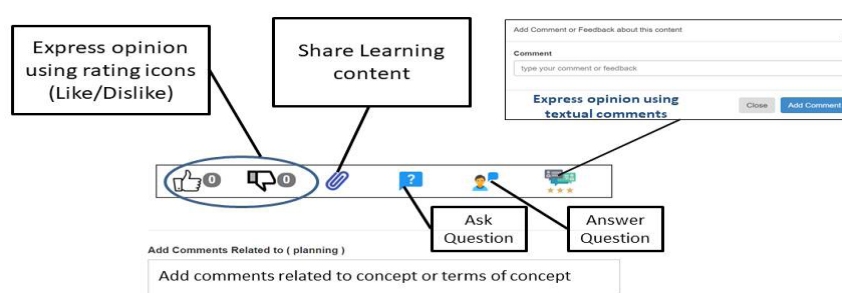 Express opinion
using rating icons
(Like/Dislike)
Share Learning
content
Add Comment or Feedback about this content
Comment
type your comment or feedback
Express opinion using
textual comments
Close
Add Comment
0
0
?
Ask
Question
Answer
Question
Add Comments Related to ( planning )
Add comments related to concept or terms of concept